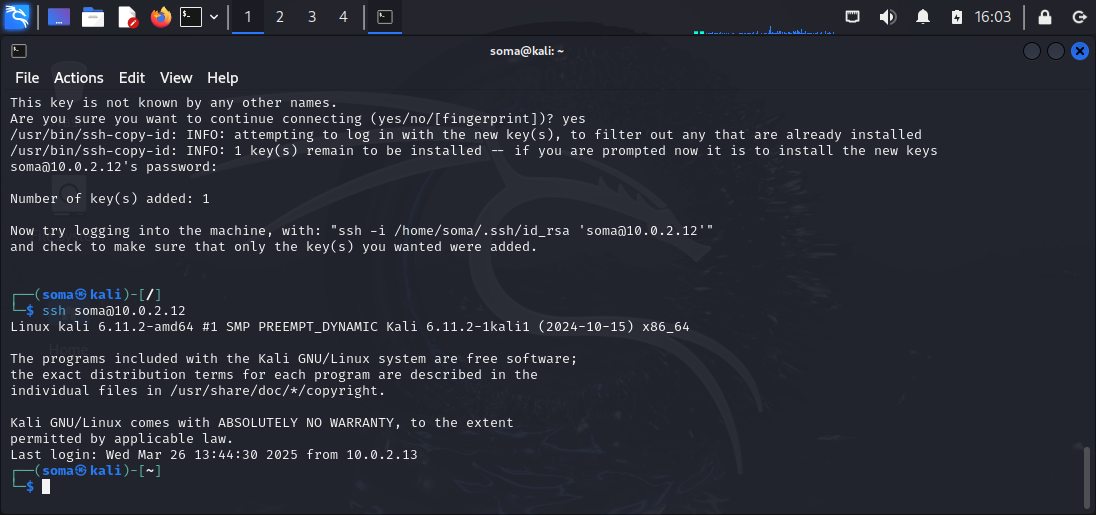 1 2 3 4 16:03
soma@kali: ~
File Actions Edit View Help
This key is not known by any other names.
Are you sure you want to continue connecting (yes/no/[fingerprint])? yes
/usr/bin/ssh-copy-id: INFO: attempting to log in with the new key(s), to filter out any that are already installed
/usr/bin/ssh-copy-id: INFO: 1 key(s) remain to be installed -- if you are prompted now it is to install the new keys
soma@10.0.2.12's password:
Number of key(s) added: 1
Now try logging into the machine, with: "ssh -i /home/soma/.ssh/id_rsa 'soma@10.0.2.12'"
and check to make sure that only the key(s) you wanted were added.
┌──(soma㉿kali)-[/]
└─$ ssh soma@10.0.2.12
Linux kali 6.11.2-amd64 #1 SMP PREEMPT_DYNAMIC Kali 6.11.2-1kali1 (2024-10-15) x86_64
Home
The programs included with the Kali GNU/Linux system are free software;
the exact distribution terms for each program are described in the
individual files in /usr/share/doc/*/copyright.
Kali GNU/Linux comes with ABSOLUTELY NO WARRANTY, to the extent
permitted by applicable law.
Last login: Wed Mar 26 13:44:30 2025 from 10.0.2.13
┌──(soma㉿kali)-[~]
└─$